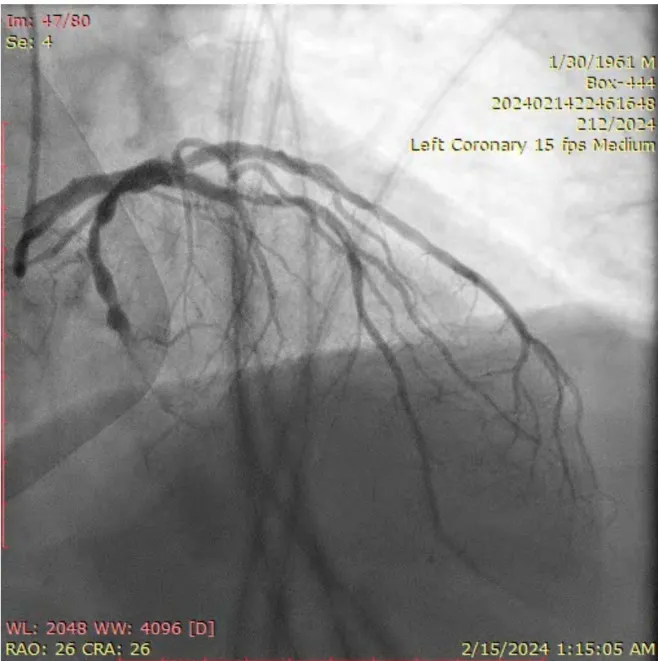 Im: 47/80
Se: 4
1/30/1961 M
Box-444
2024021422461648
212/2024
Left Coronary 15 fps Medium
WL: 2048 WW: 4096 [D]
RAO: 26 CRA: 26
2/15/2024 1:15:05 AM